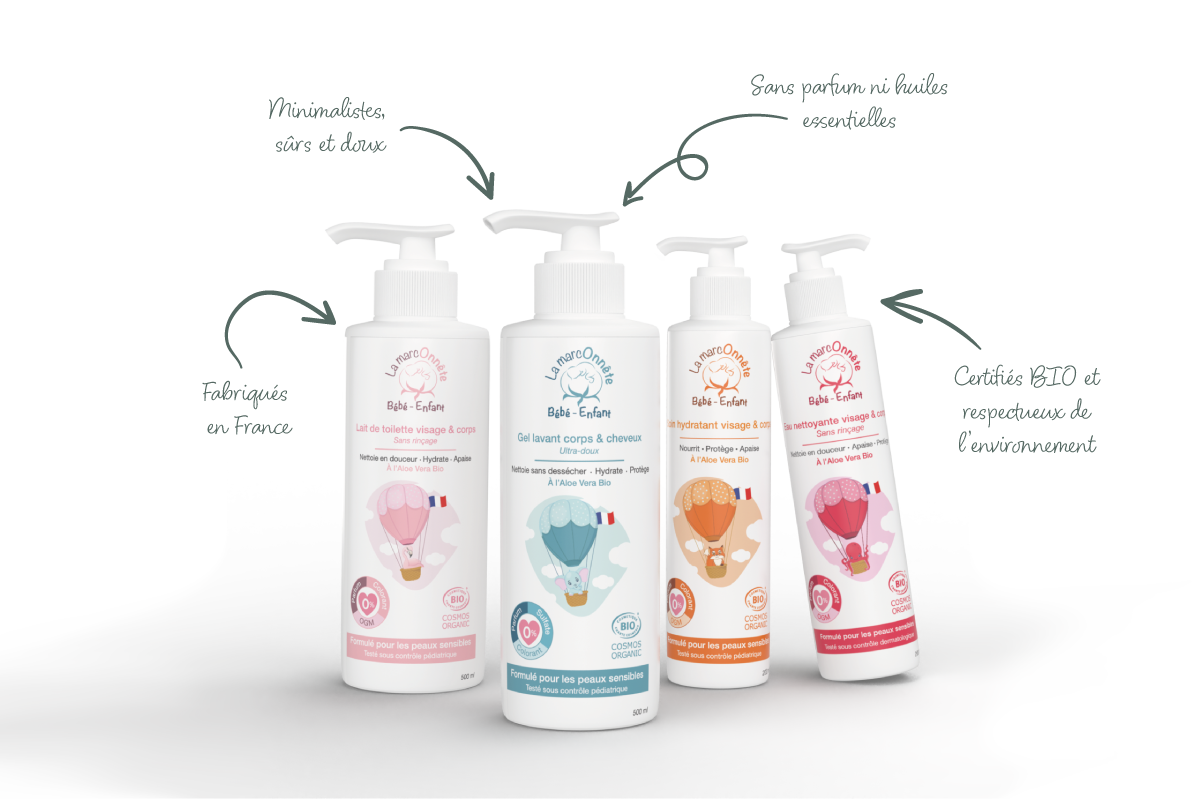 Minimalistes,
sûrs et doux
Sans parfum ni huiles
essentielles
Fabriqués
en France
Certifiés BIO et
respectueux de
l'environnement
La marcOnnête
Bébé - Enfant
Lait de toilette visage & corps
Sans rinçage
Nettoie en douceur · Hydrate · Apaise
À l'Aloe Vera Bio
Parfum
Colorant
OGM
0%
BIO
COSMOS
ORGANIC
Formulé pour les peaux sensibles
Testé sous contrôle pédiatrique
500 ml
La marcOnnête
Bébé - Enfant
Gel lavant corps & cheveux
Ultra-doux
Nettoie sans dessécher · Hydrate · Protège
À l'Aloe Vera Bio
Parfum
Sulfate
Colorant
0%
BIO
COSMOS
ORGANIC
Formulé pour les peaux sensibles
Testé sous contrôle pédiatrique
500 ml
La marcOnnête
Bébé - Enfant
hydratant visage & corps
Nourrit • Protège • Apaise
À l'Aloe Vera Bio
Colorant
OGM
0%
BIO
COSMOS
ORGANIC
Formulé pour les peaux sensibles
Testé sous contrôle pédiatrique
La marcOnnête
Bébé - Enfant
Eau nettoyante visage & corps
Sans rinçage
Nettoie en douceur · Apaise ·
À l'Aloe Vera Bio
Colorant
OGM
0%
BIO
COSMOS
ORGANIC
Formulé pour les peaux sensibles
Testé sous contrôle dermatologique